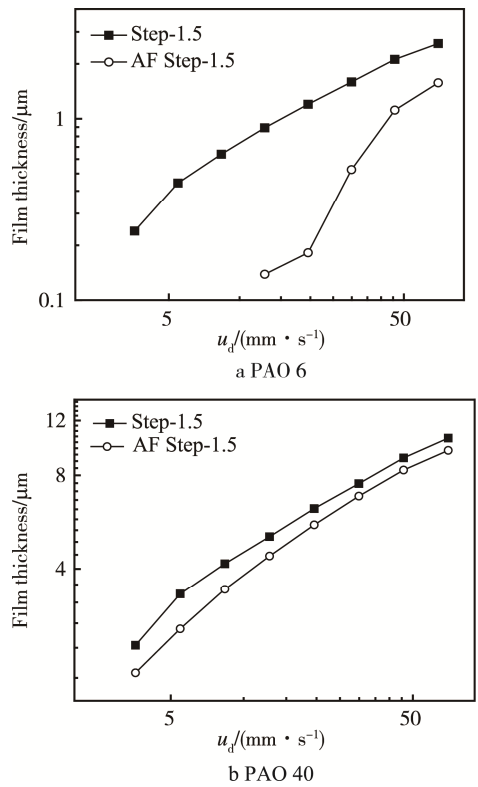 Step-1.5
AF Step-1.5
Film thickness/μm
1
0.1
5
50
u_d/(mm · s⁻¹)
a PAO 6
Step-1.5
AF Step-1.5
Film thickness/μm
12
8
4
5
50
u_d/(mm · s⁻¹)
b PAO 40